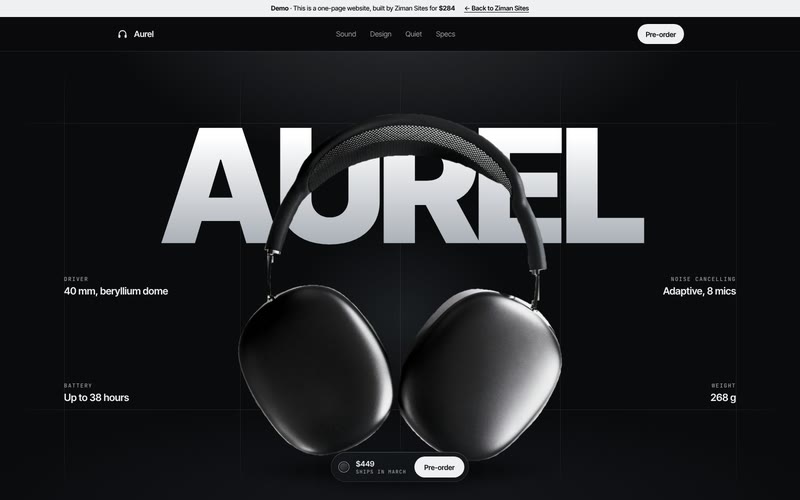 Demo · This is a one-page website, built by Ziman Sites for $284 ← Back to Ziman Sites
Aurel
Sound Design Quiet Specs
Pre-order
AUREL
DRIVER
40 mm, beryllium dome
NOISE CANCELLING
Adaptive, 8 mics
BATTERY
Up to 38 hours
WEIGHT
268 g
$449
SHIPS IN MARCH
Pre-order